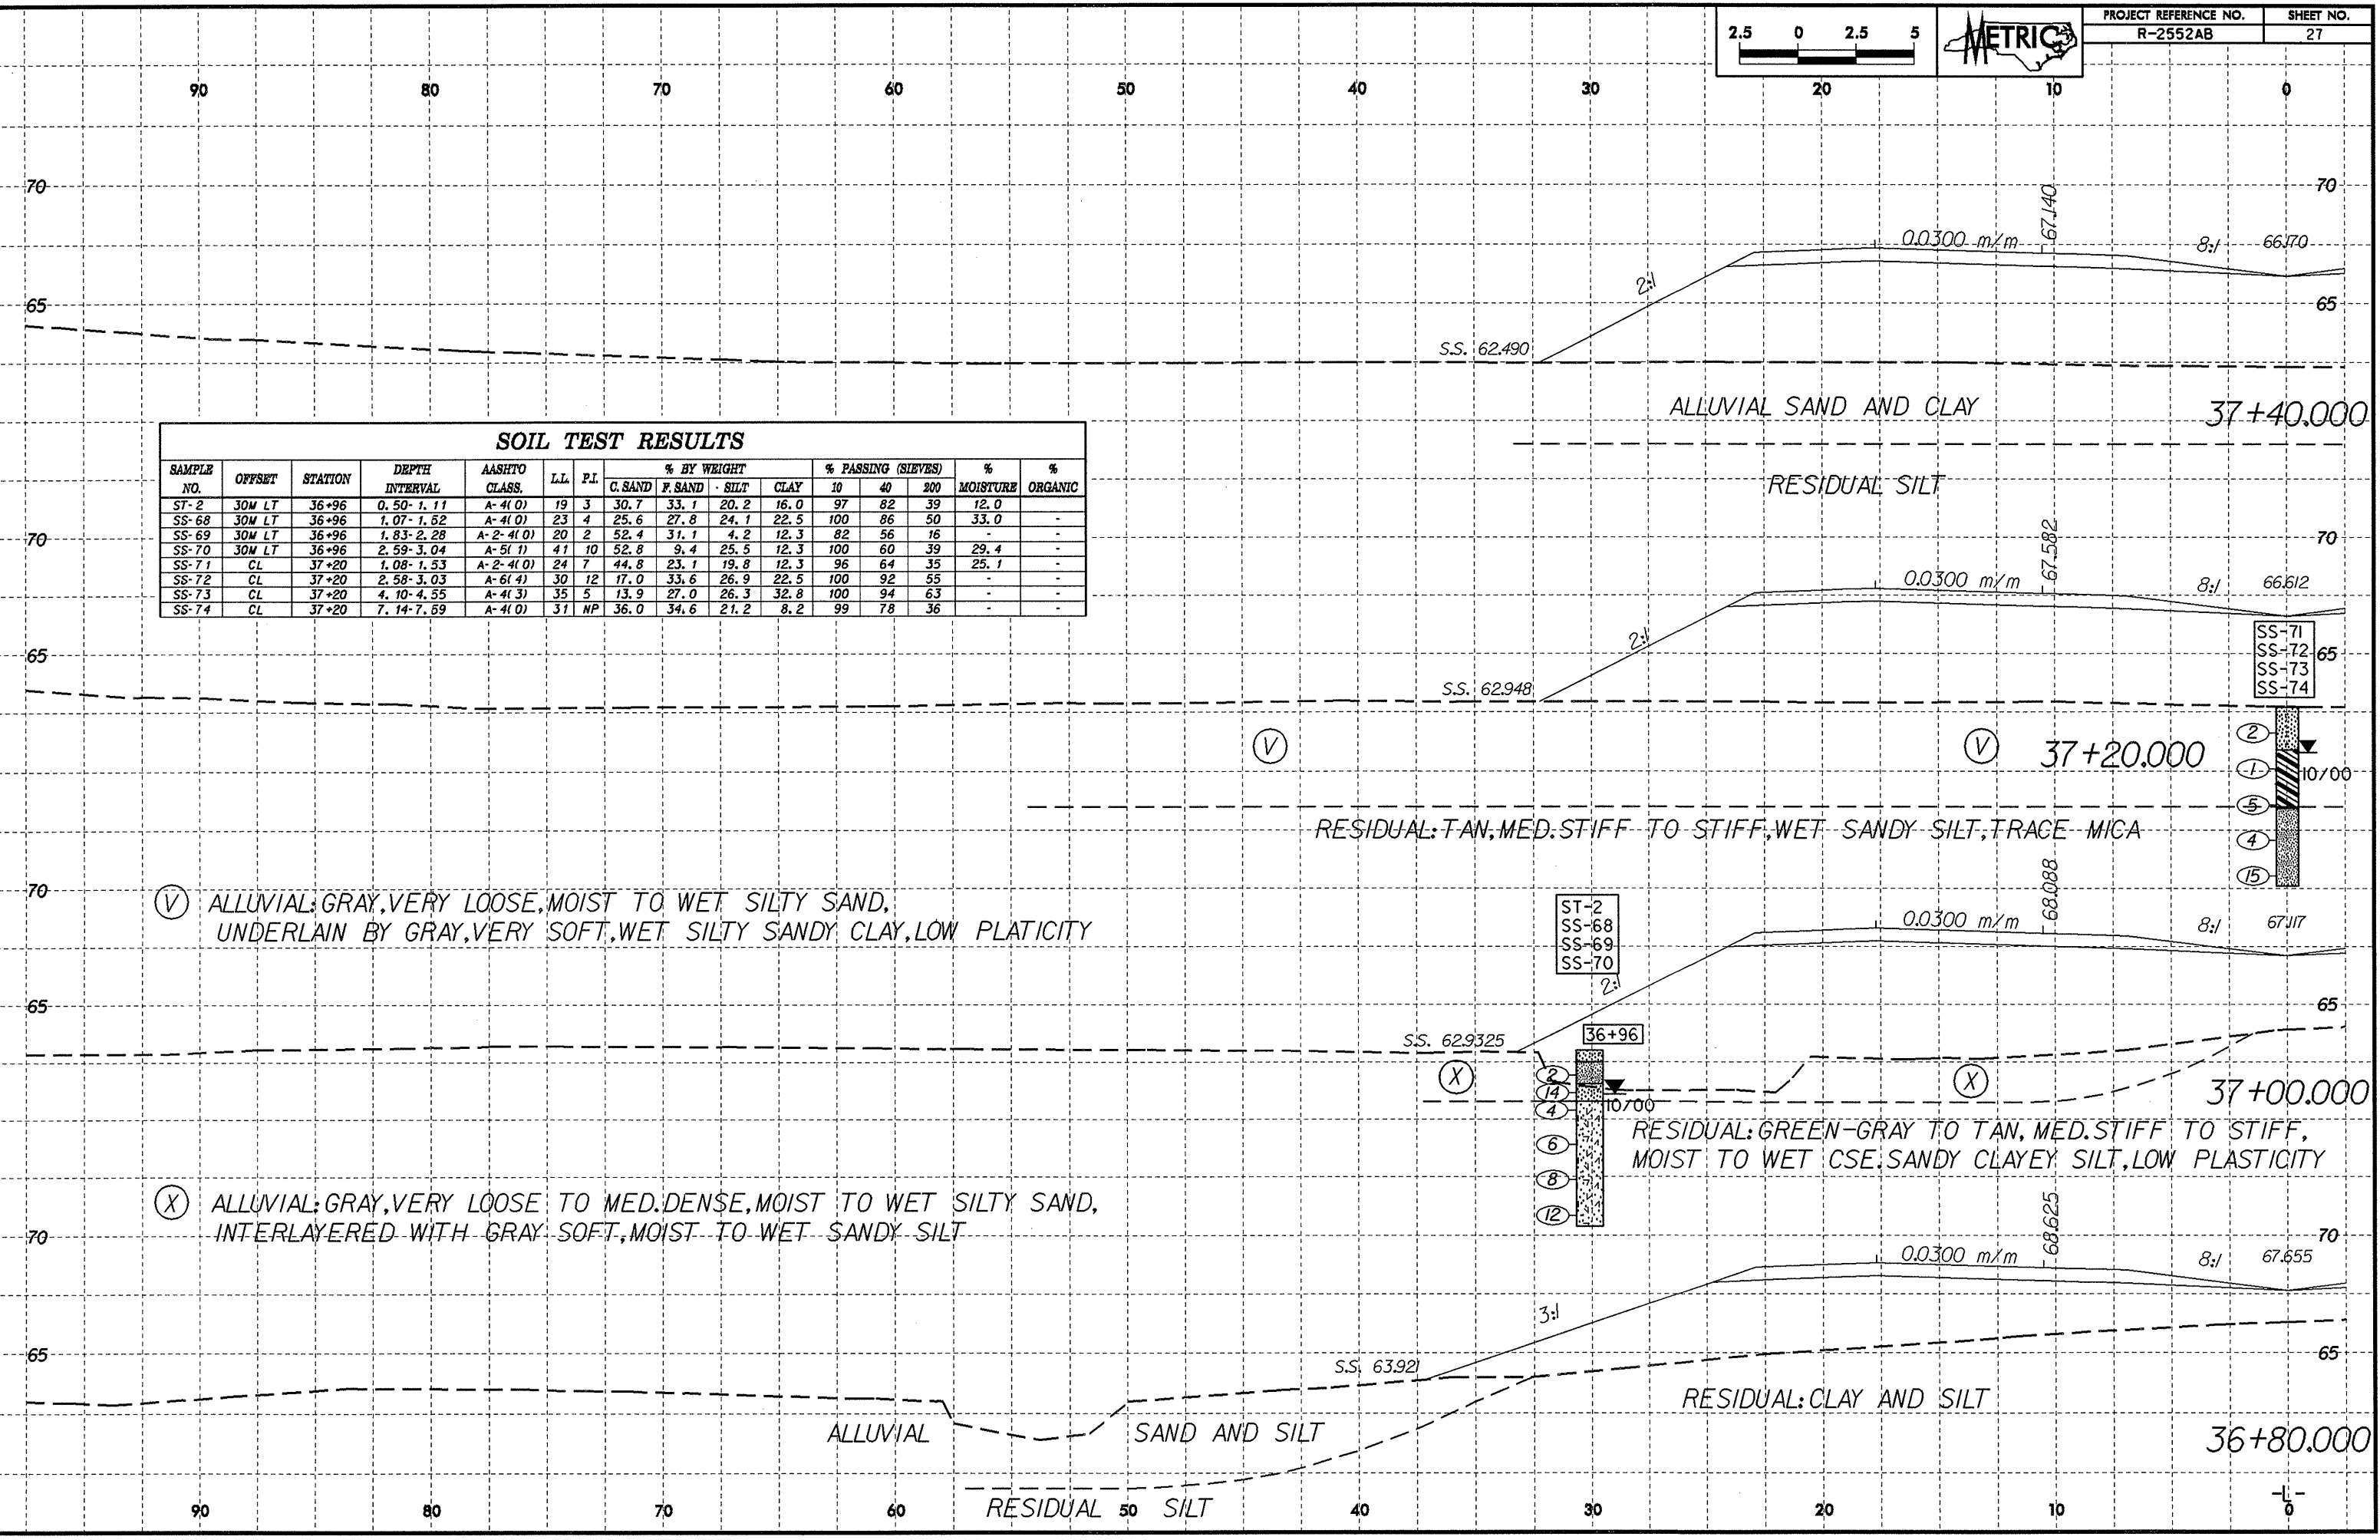 2.5 0 2.5 5
METRIC
PROJECT REFERENCE NO. SHEET NO.
R-2552AB 27
90 80 70 60 50 40 30 20 10 0
70 70
67.140
0.0300 m/m 8:1 66.170
65 2:1 65
S.S. 62.490
ALLUVIAL SAND AND CLAY 37+40.000
RESIDUAL SILT
SOIL TEST RESULTS
SAMPLE NO. OFFSET STATION DEPTH INTERVAL AASHTO CLASS. L.L. P.I. % BY WEIGHT % PASSING (SIEVES) % MOISTURE % ORGANIC
C. SAND F. SAND SILT CLAY 10 40 200
ST-2 30M LT 36+96 0.50-1.11 A-4(0) 19 3 30.7 33.1 20.2 16.0 97 82 39 12.0
SS-68 30M LT 36+96 1.07-1.52 A-4(0) 23 4 25.6 27.8 24.1 22.5 100 86 50 33.0 -
SS-69 30M LT 36+96 1.83-2.28 A-2-4(0) 20 2 52.4 31.1 4.2 12.3 82 56 16 - -
SS-70 30M LT 36+96 2.59-3.04 A-5(1) 41 10 52.8 9.4 25.5 12.3 100 60 39 29.4 -
SS-71 CL 37+20 1.08-1.53 A-2-4(0) 24 7 44.8 23.1 19.8 12.3 96 64 35 25.1 -
SS-72 CL 37+20 2.58-3.03 A-6(4) 30 12 17.0 33.6 26.9 22.5 100 92 55 - -
SS-73 CL 37+20 4.10-4.55 A-4(3) 35 5 13.9 27.0 26.3 32.8 100 94 63 - -
SS-74 CL 37+20 7.14-7.59 A-4(0) 31 NP 36.0 34.6 21.2 8.2 99 78 36 - -
70 70
67.582
0.0300 m/m 8:1 66.612
65 2:1 65
SS-71
SS-72
SS-73
SS-74
S.S. 62.948
V V 37+20.000
2
1
5
4
15
10/00
RESIDUAL: TAN, MED. STIFF TO STIFF, WET SANDY SILT, TRACE MICA
70
V ALLUVIAL: GRAY, VERY LOOSE, MOIST TO WET SILTY SAND,
UNDERLAIN BY GRAY, VERY SOFT, WET SILTY SANDY CLAY, LOW PLATICITY
ST-2
SS-68
SS-69
SS-70
68.088
0.0300 m/m 8:1 67.117
2:1
65 65
36+96
S.S. 62.9325
X X 37+00.000
2
14
4
6
8
12
10/00
RESIDUAL: GREEN-GRAY TO TAN, MED. STIFF TO STIFF,
MOIST TO WET CSE. SANDY CLAYEY SILT, LOW PLASTICITY
X ALLUVIAL: GRAY, VERY LOOSE TO MED. DENSE, MOIST TO WET SILTY SAND,
INTERLAYERED WITH GRAY SOFT, MOIST TO WET SANDY SILT
70 70
68.625
0.0300 m/m 8:1 67.655
3:1
65 65
S.S. 63.921
RESIDUAL: CLAY AND SILT
ALLUVIAL SAND AND SILT 36+80.000
RESIDUAL SILT
-L-
90 80 70 60 50 40 30 20 10 0